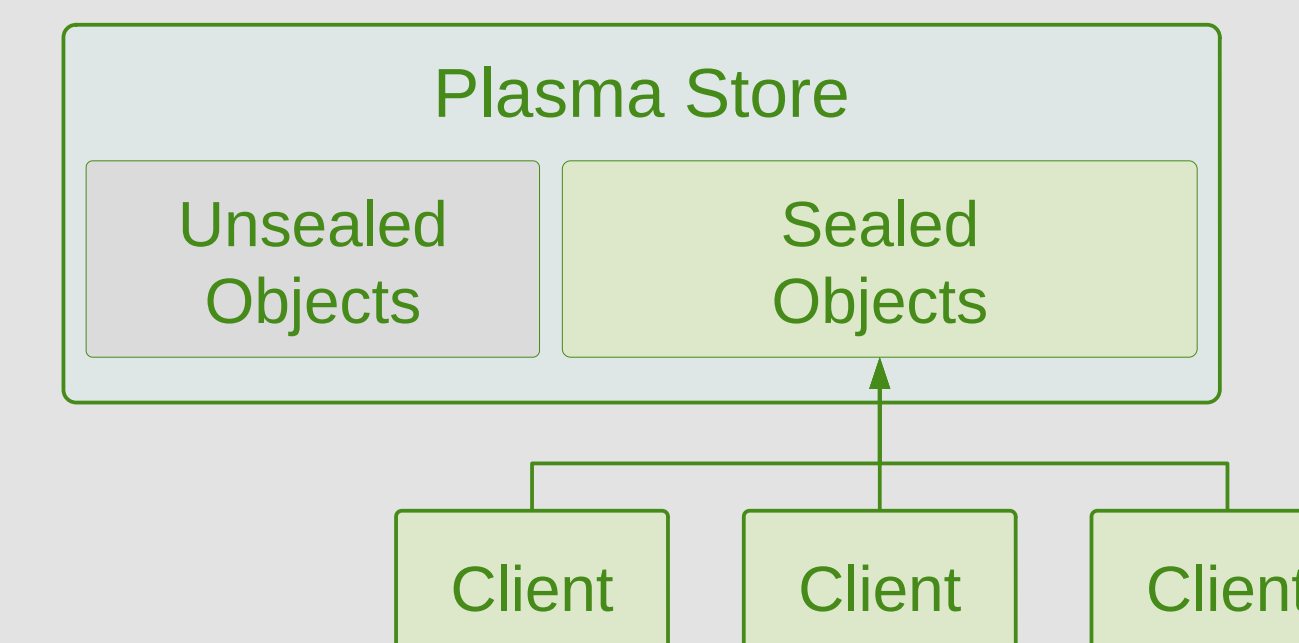 Plasma Store
Unsealed
Objects
Sealed
Objects
Client
Client
Client